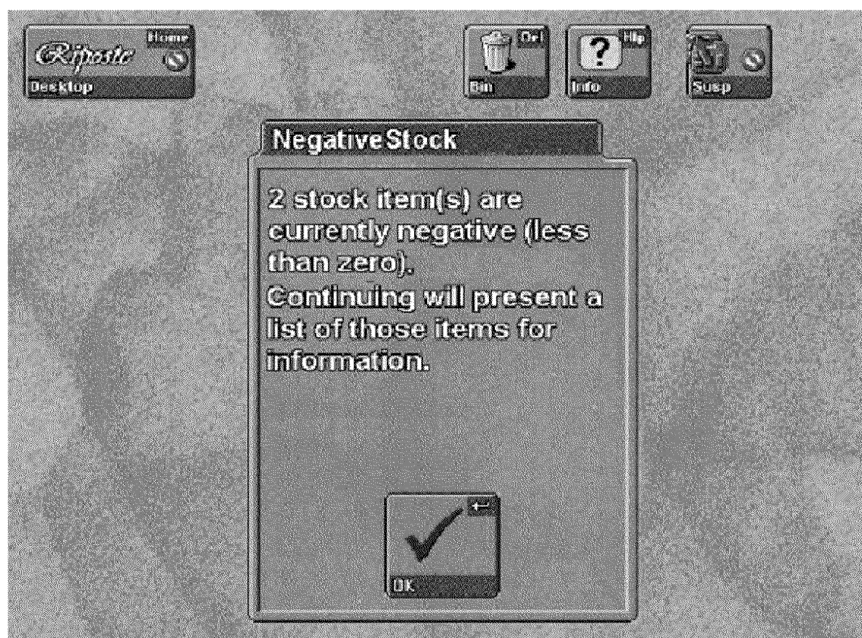 Riposte
Home
Desktop
Del
Bin
Hlp
Info
Susp
NegativeStock
2 stock item(s) are
currently negative (less
than zero).
Continuing will present a
list of those items for
information.
OK